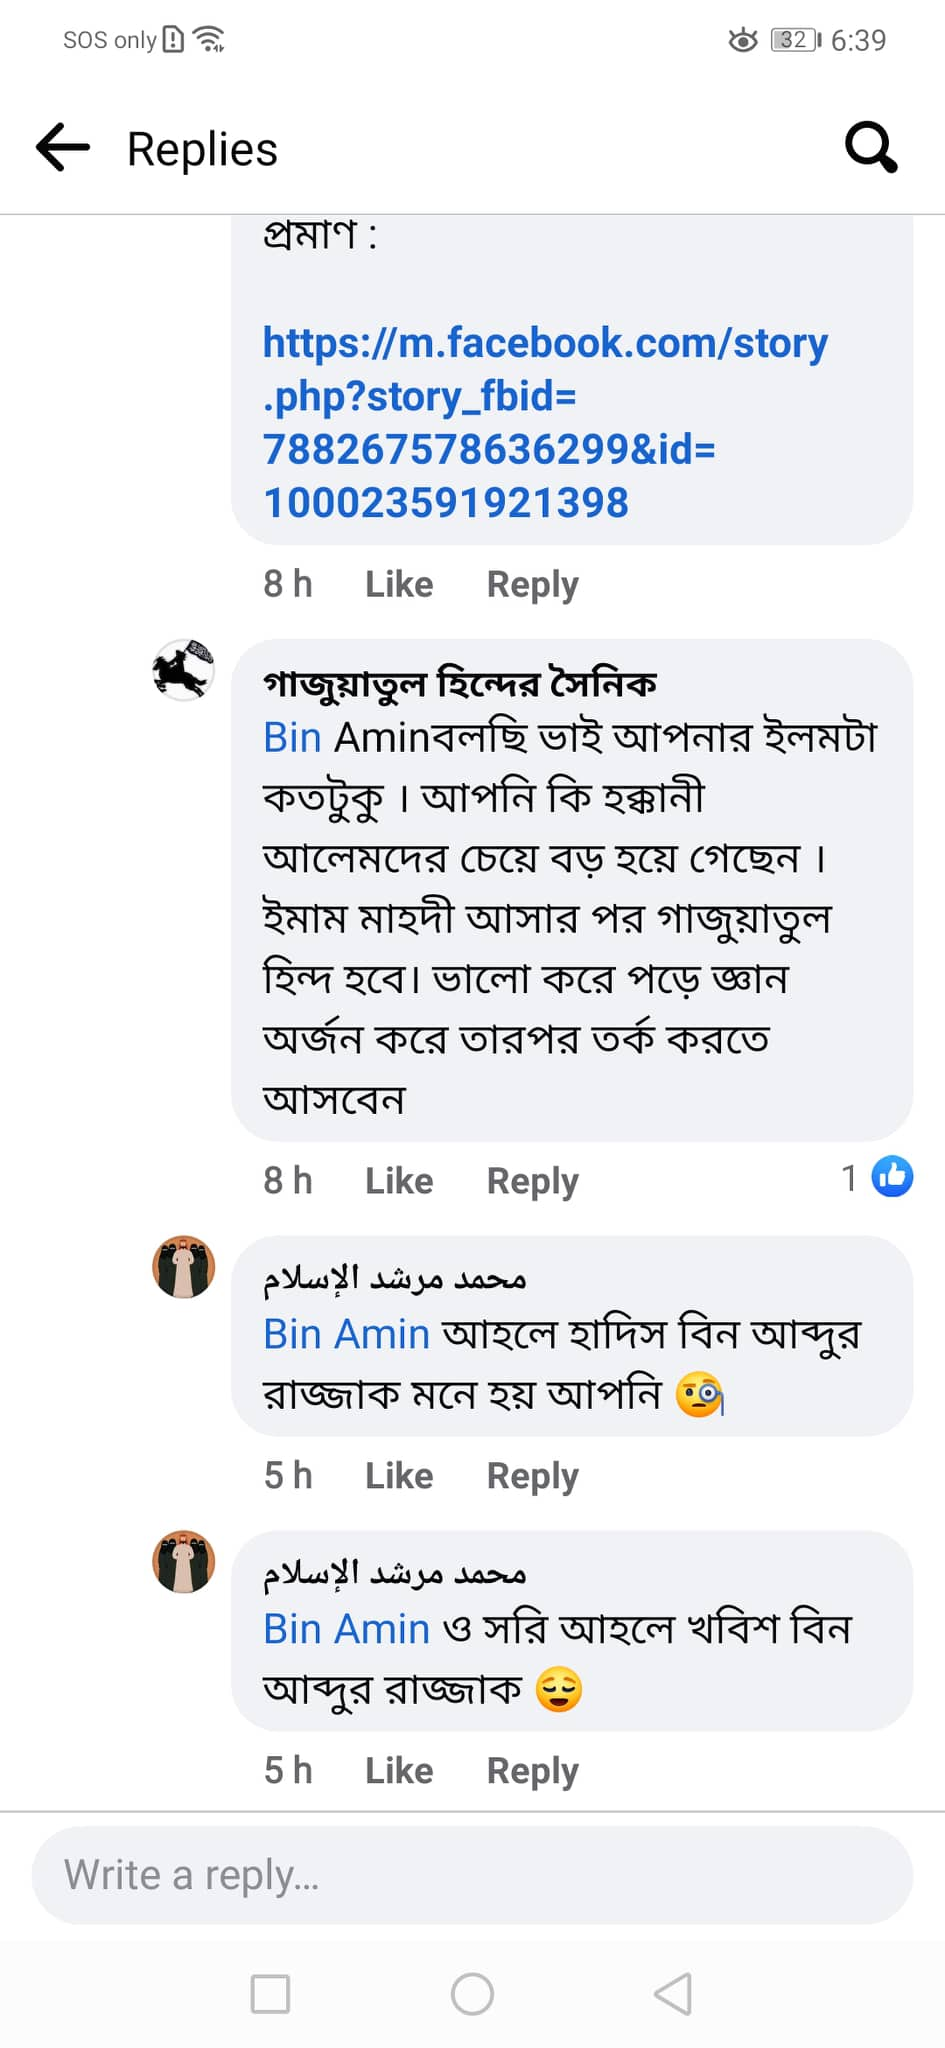 SOS only
32 6:39
Replies
প্রমাণ :
https://m.facebook.com/story
.php?story_fbid=
788267578636299&id=
100023591921398
8 h Like Reply
গাজুয়াতুল হিন্দের সৈনিক
Bin Aminবলছি ভাই আপনার ইলমটা
কতটুকু । আপনি কি হক্কানী
আলেমদের চেয়ে বড় হয়ে গেছেন ।
ইমাম মাহদী আসার পর গাজুয়াতুল
হিন্দ হবে। ভালো করে পড়ে জ্ঞান
অর্জন করে তারপর তর্ক করতে
আসবেন
8 h Like Reply 1
محمد مرشد الإسلام
Bin Amin আহলে হাদিস বিন আব্দুর
রাজ্জাক মনে হয় আপনি 🧐
5 h Like Reply
محمد مرشد الإسلام
Bin Amin ও সরি আহলে খবিশ বিন
আব্দুর রাজ্জাক 😌
5 h Like Reply
Write a reply...